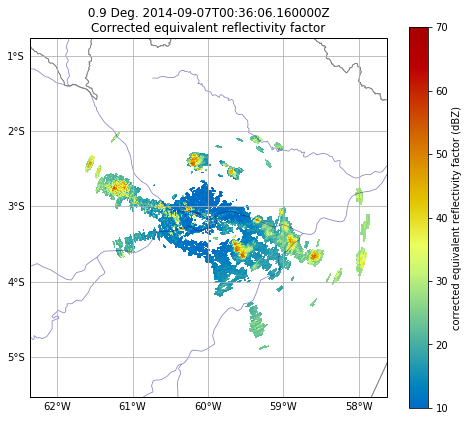 0.9 Deg. 2014-09-07T00:36:06.160000Z
Corrected equivalent reflectivity factor
1°S
2°S
3°S
4°S
5°S
62°W 61°W 60°W 59°W 58°W
70
60
50
40
30
20
10
corrected equivalent reflectivity factor (dBZ)